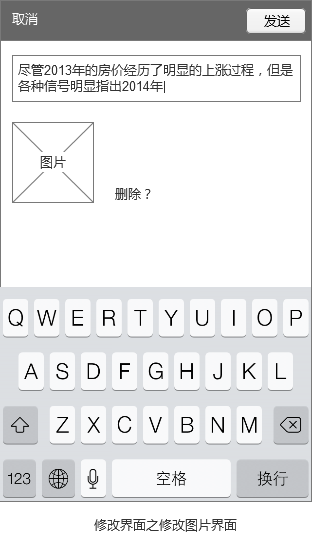 取消 发送
尽管2013年的房价经历了明显的上涨过程，但是
各种信号明显指出2014年
图片
删除？
Q W E R T Y U I O P
A S D F G H J K L
Z X C V B N M
123 空格 换行
修改界面之修改图片界面